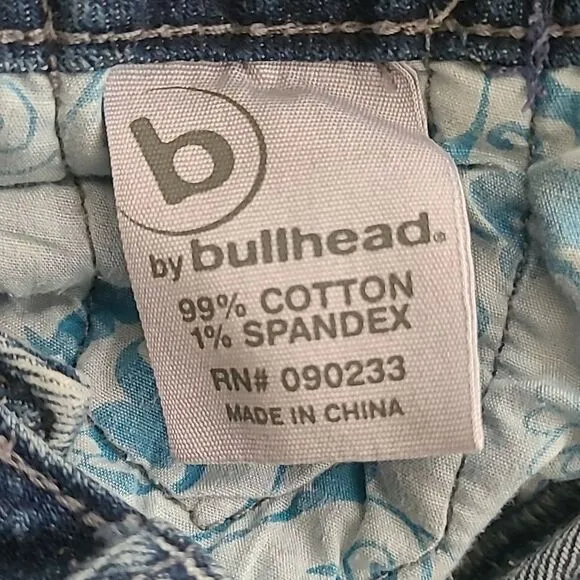 b
by bullhead®
99% COTTON
1% SPANDEX
RN# 090233
MADE IN CHINA